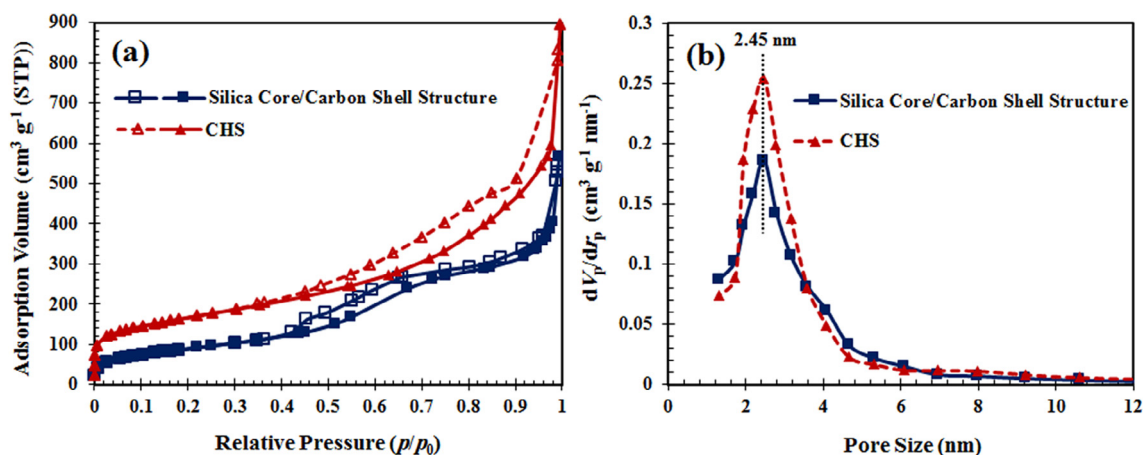 (a)
Silica Core/Carbon Shell Structure
CHS
Adsorption Volume (cm³ g⁻¹ (STP))
900
800
700
600
500
400
300
200
100
0
0 0.1 0.2 0.3 0.4 0.5 0.6 0.7 0.8 0.9 1
Relative Pressure (p/p₀)
(b)
2.45 nm
Silica Core/Carbon Shell Structure
CHS
dVₚ/drₚ (cm³ g⁻¹ nm⁻¹)
0.3
0.25
0.2
0.15
0.1
0.05
0
0 2 4 6 8 10 12
Pore Size (nm)